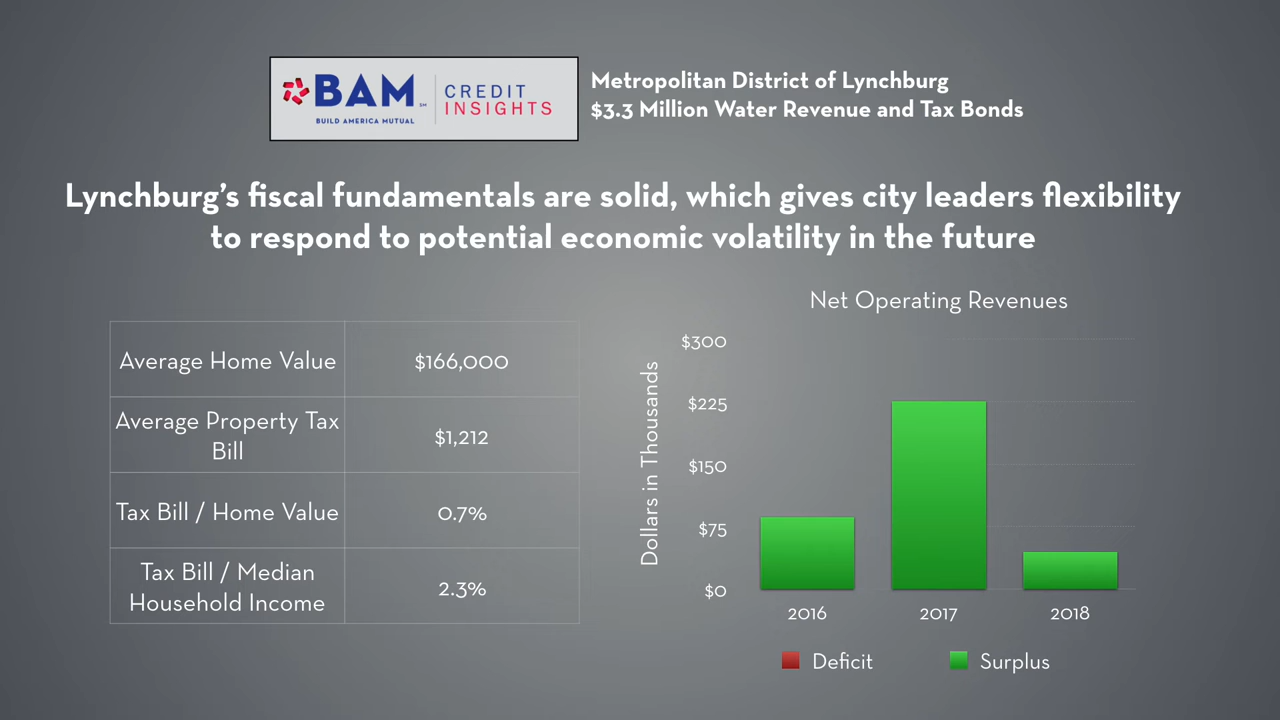 BAM SM
BUILD AMERICA MUTUAL
CREDIT
INSIGHTS
Metropolitan District of Lynchburg
$3.3 Million Water Revenue and Tax Bonds
Lynchburg's fiscal fundamentals are solid, which gives city leaders flexibility
to respond to potential economic volatility in the future
Average Home Value
$166,000
Average Property Tax
Bill
$1,212
Tax Bill / Home Value
0.7%
Tax Bill / Median
Household Income
2.3%
Net Operating Revenues
Dollars in Thousands
$300
$225
$150
$75
$0
2016
2017
2018
Deficit
Surplus